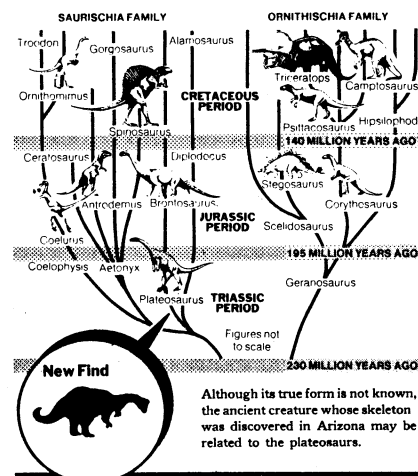 SAURISCHIA FAMILY
ORNITHISCHIA FAMILY
Troodon
Gorgosaurus
Alamosaurus
Ornithomimus
Triceratops
Camptosaurus
CRETACEOUS
PERIOD
Spinosaurus
Psittacosaurus
Hipsilophod
140 MILLION YEARS AGO
Ceratosaurus
Diplodocus
Stegosaurus
Antrodemus
Brontosaurus
Corythosaurus
JURASSIC
PERIOD
Scelidosaurus
Coelurus
195 MILLION YEARS AGO
Coelophysis
Aetonyx
Geranosaurus
Plateosaurus
TRIASSIC
PERIOD
Figures not
to scale
230 MILLION YEARS AGO
New Find
Although its true form is not known,
the ancient creature whose skeleton
was discovered in Arizona may be
related to the plateosaurs.